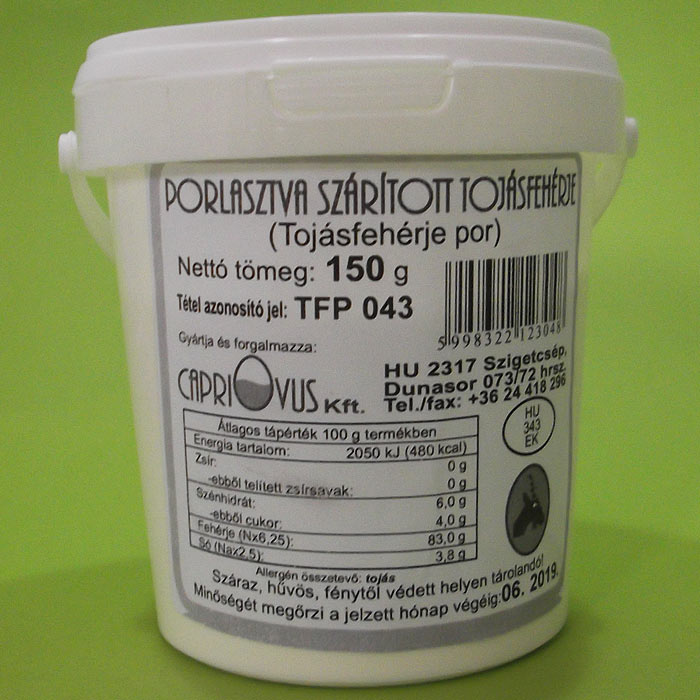 PORLASZTVA SZÁRÍTOTT TOJÁSFEHÉRJE
(Tojásfehérje por)
Nettó tömeg: 150 g
Tétel azonosító jel: TFP 043
5 998322 123048
Gyártja és forgalmazza:
CAPRIOVUS Kft.
HU 2317 Szigetcsép,
Dunasor 073/72 hrsz.
Tel./fax: +36 24 418 296
HU
343
EK
Átlagos tápérték 100 g termékben
Energia tartalom: 2050 kJ (480 kcal)
Zsír: 0 g
-ebből telített zsírsavak: 0 g
Szénhidrát: 6,0 g
-ebből cukor: 4,0 g
Fehérje (Nx6,25): 83,0 g
Só (Nax2,5): 3,8 g
Allergén összetevő: tojás
Száraz, hűvös, fénytől védett helyen tárolandó!
Minőségét megőrzi a jelzett hónap végéig: 06. 2019.